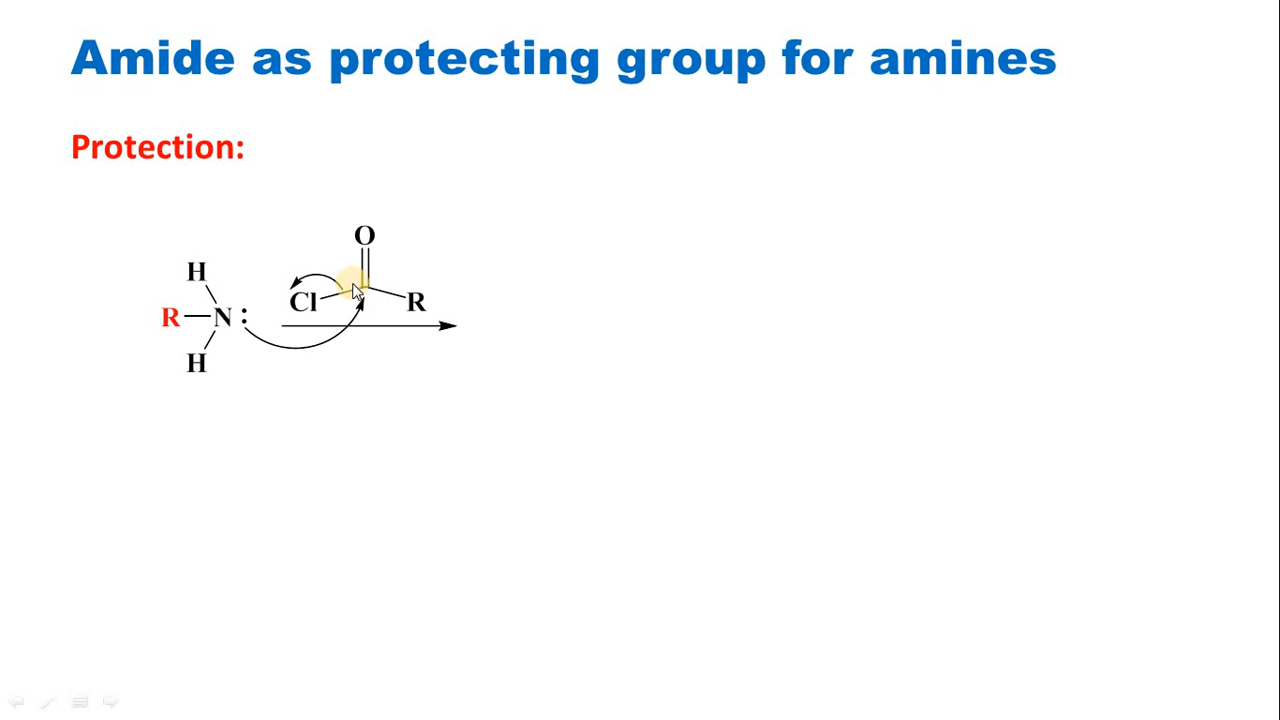 Amide as protecting group for amines
Protection:
O
H
Cl
R
R
N:
H